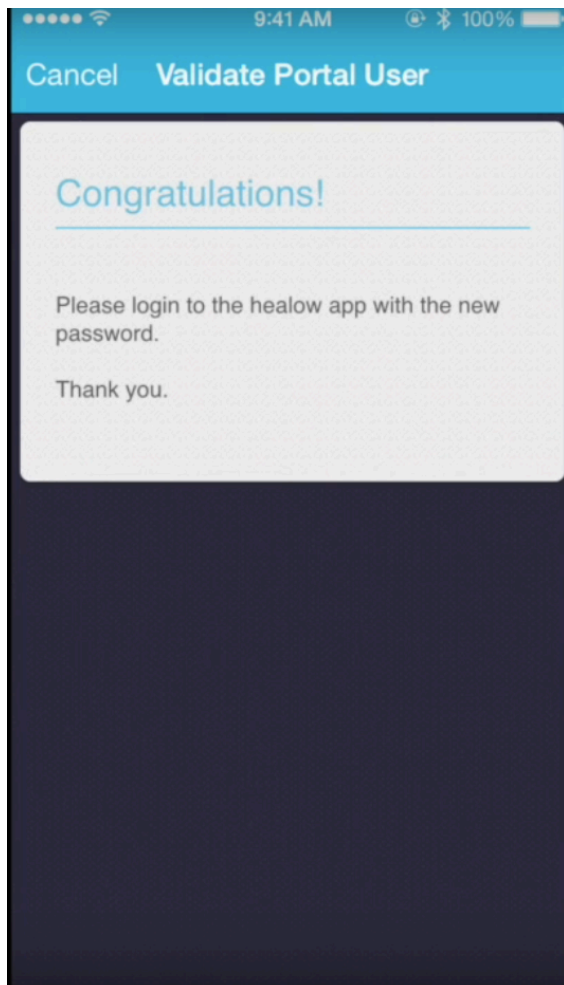 9:41 AM 100%
Cancel Validate Portal User
Congratulations!
Please login to the healow app with the new
password.
Thank you.